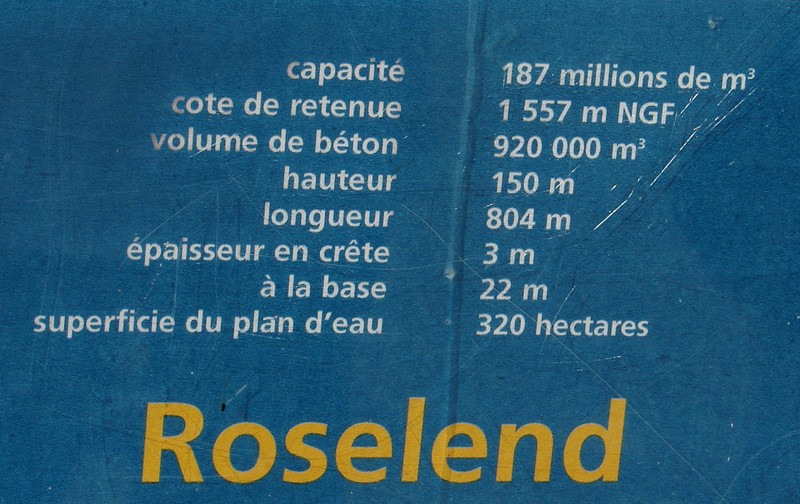 capacité 187 millions de m³
cote de retenue 1 557 m NGF
volume de béton 920 000 m³
hauteur 150 m
longueur 804 m
épaisseur en crête 3 m
à la base 22 m
superficie du plan d'eau 320 hectares
Roselend